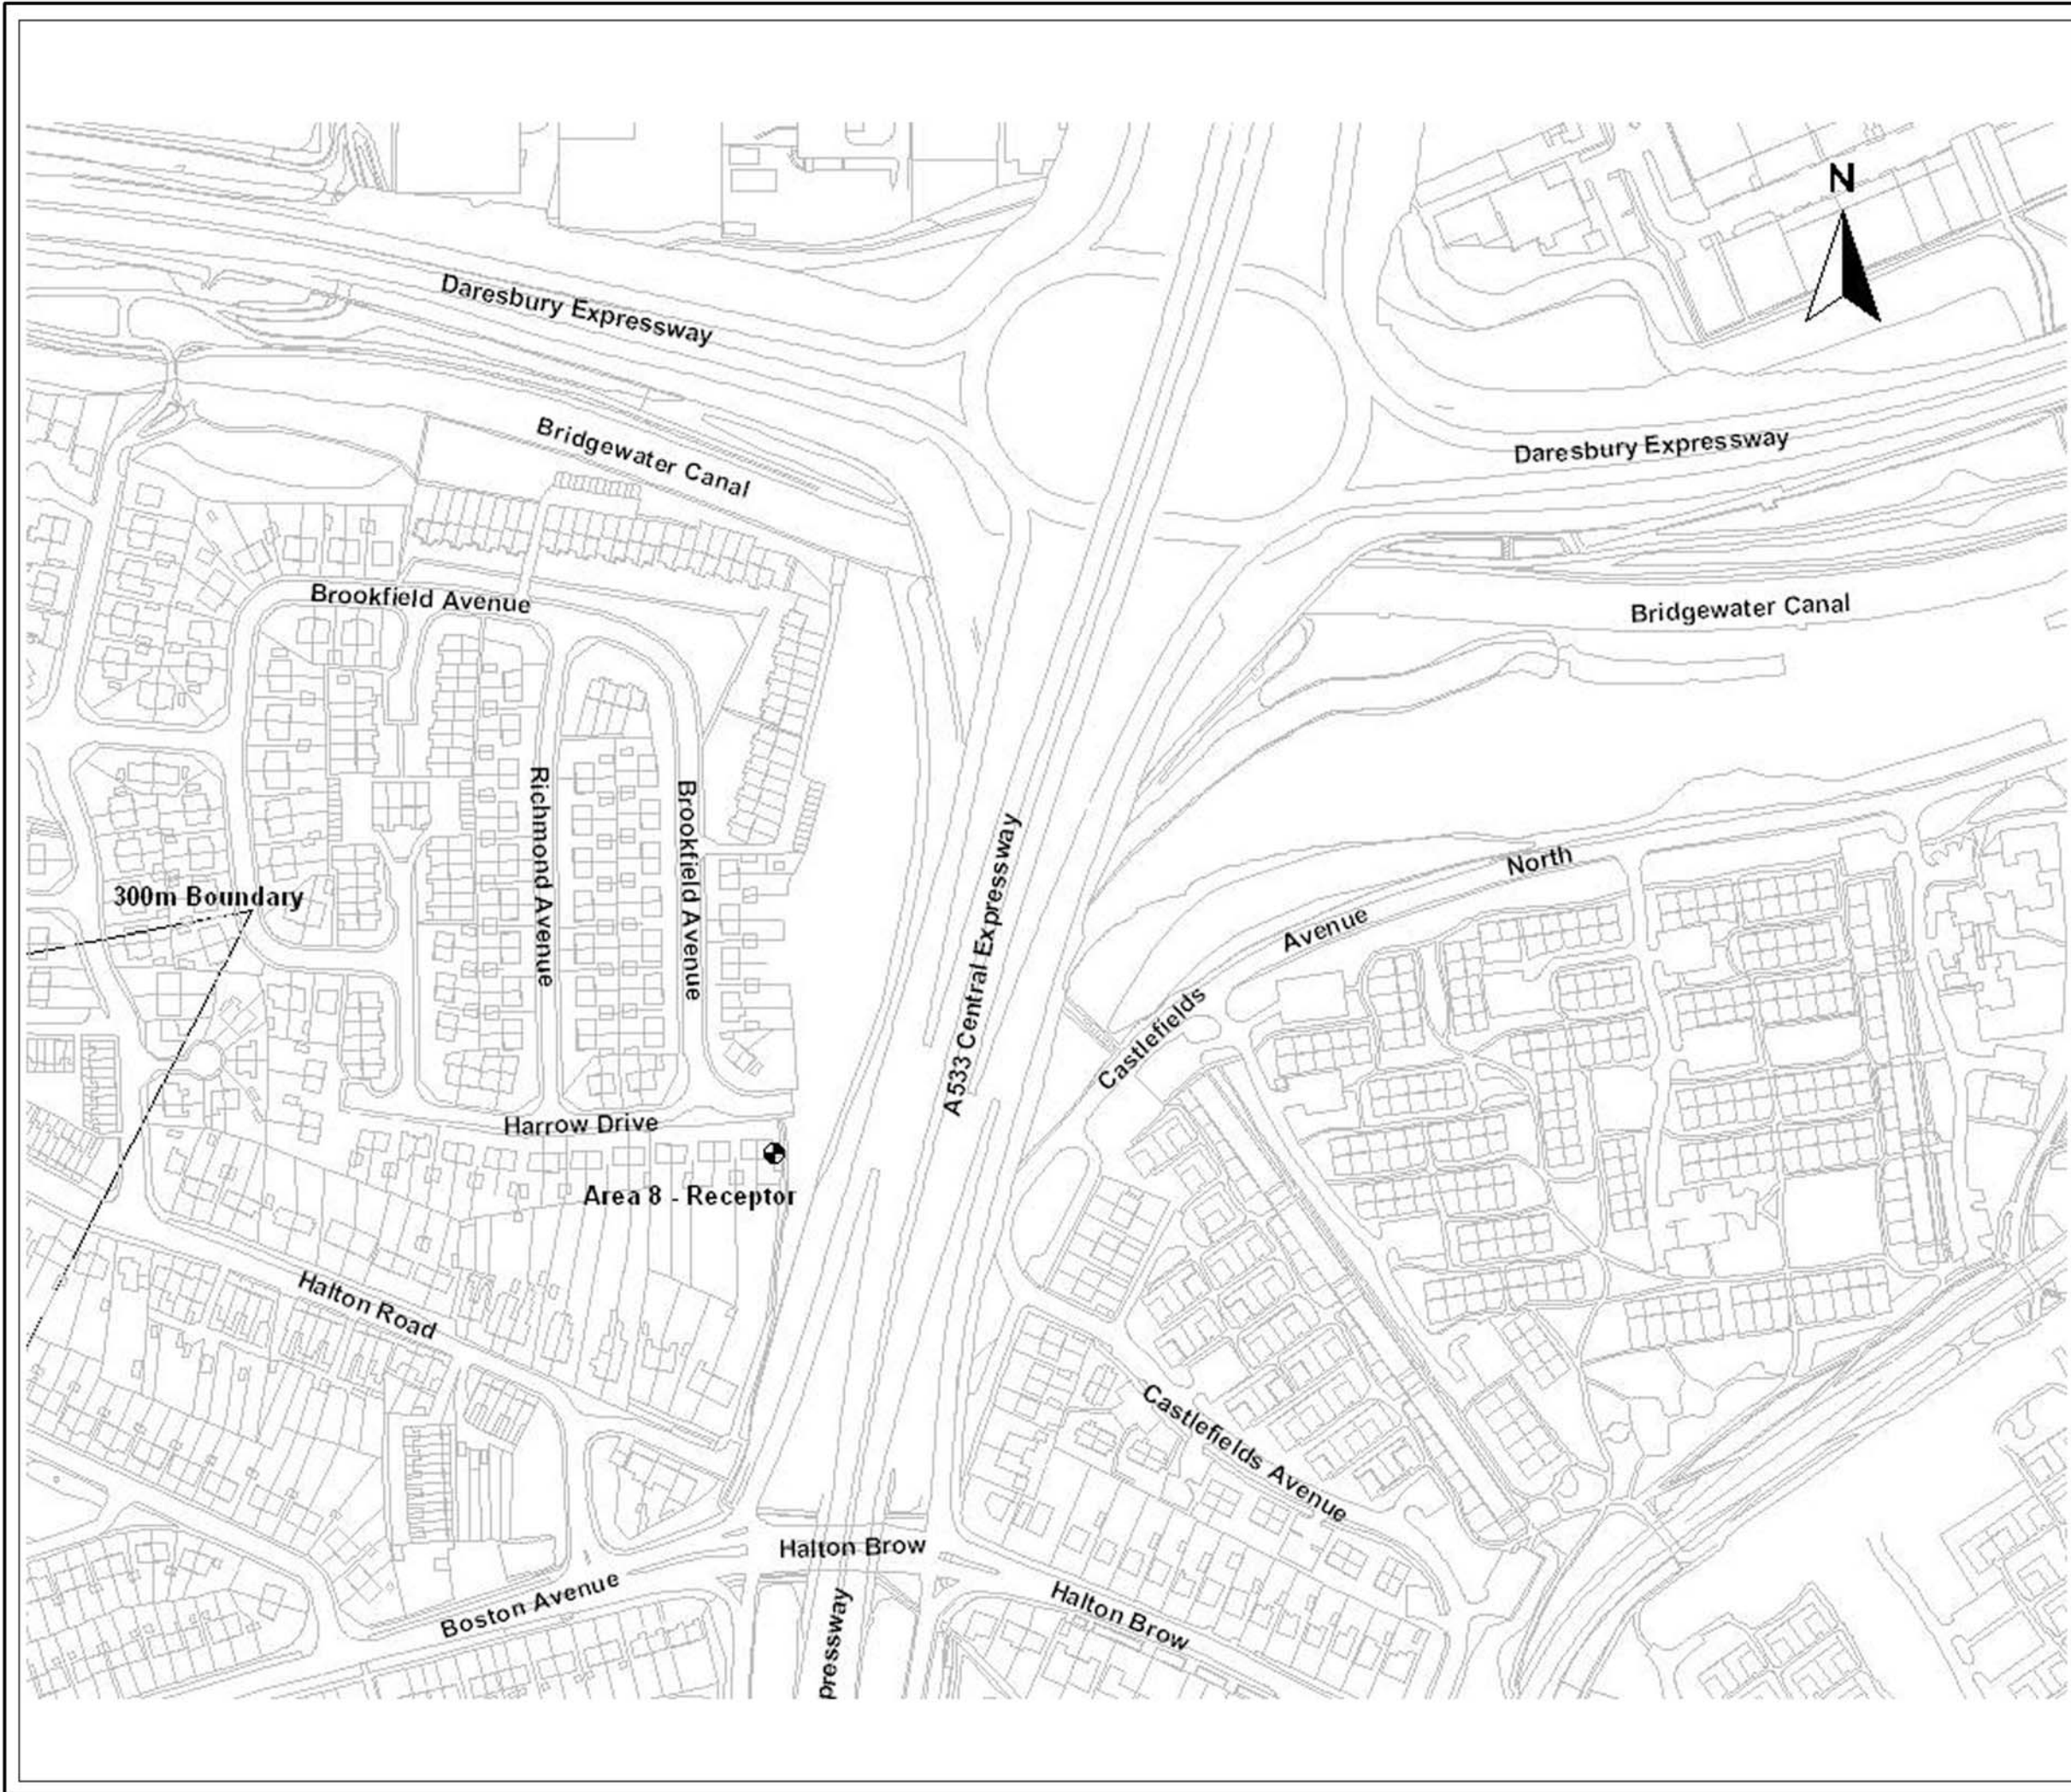 N
Daresbury Expressway
Bridgewater Canal
Daresbury Expressway
Brookfield Avenue
Bridgewater Canal
Richmond Avenue
Brookfield Avenue
A533 Central Expressway
300m Boundary
Castlefields
Avenue
North
Harrow Drive
Area 8 - Receptor
Halton Road
Castlefields Avenue
Halton Brow
Boston Avenue
pressway
Halton Brow